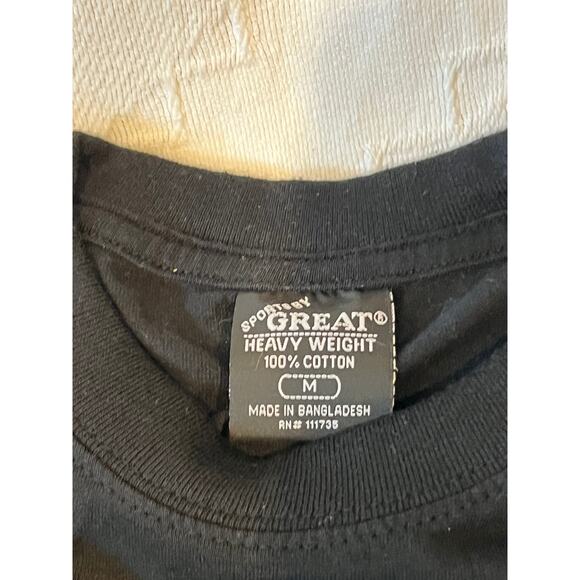 SPORTS BY
GREAT®
HEAVY WEIGHT
100% COTTON
M
MADE IN BANGLADESH
RN# 111735